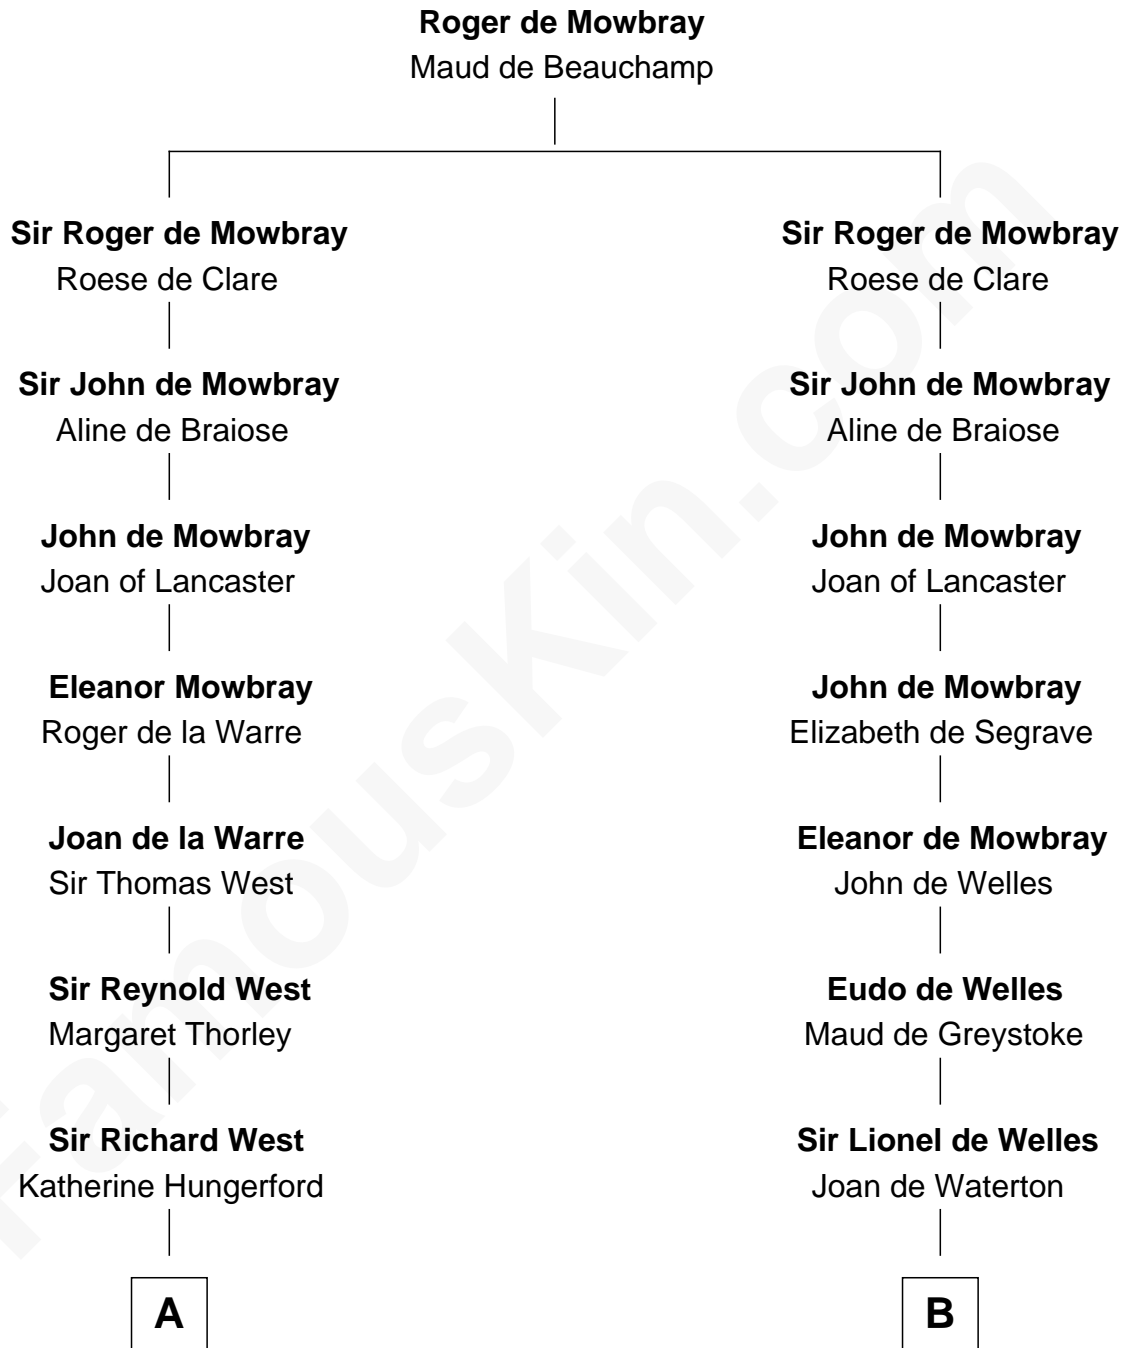 Roger de Mowbray
Maud de Beauchamp
Sir Roger de Mowbray
Roese de Clare
Sir John de Mowbray
Aline de Braiose
John de Mowbray
Joan of Lancaster
Eleanor Mowbray
Roger de la Warre
Joan de la Warre
Sir Thomas West
Sir Reynold West
Margaret Thorley
Sir Richard West
Katherine Hungerford
A
Sir Roger de Mowbray
Roese de Clare
Sir John de Mowbray
Aline de Braiose
John de Mowbray
Joan of Lancaster
John de Mowbray
Elizabeth de Segrave
Eleanor de Mowbray
John de Welles
Eudo de Welles
Maud de Greystoke
Sir Lionel de Welles
Joan de Waterton
B
FamousKin.com